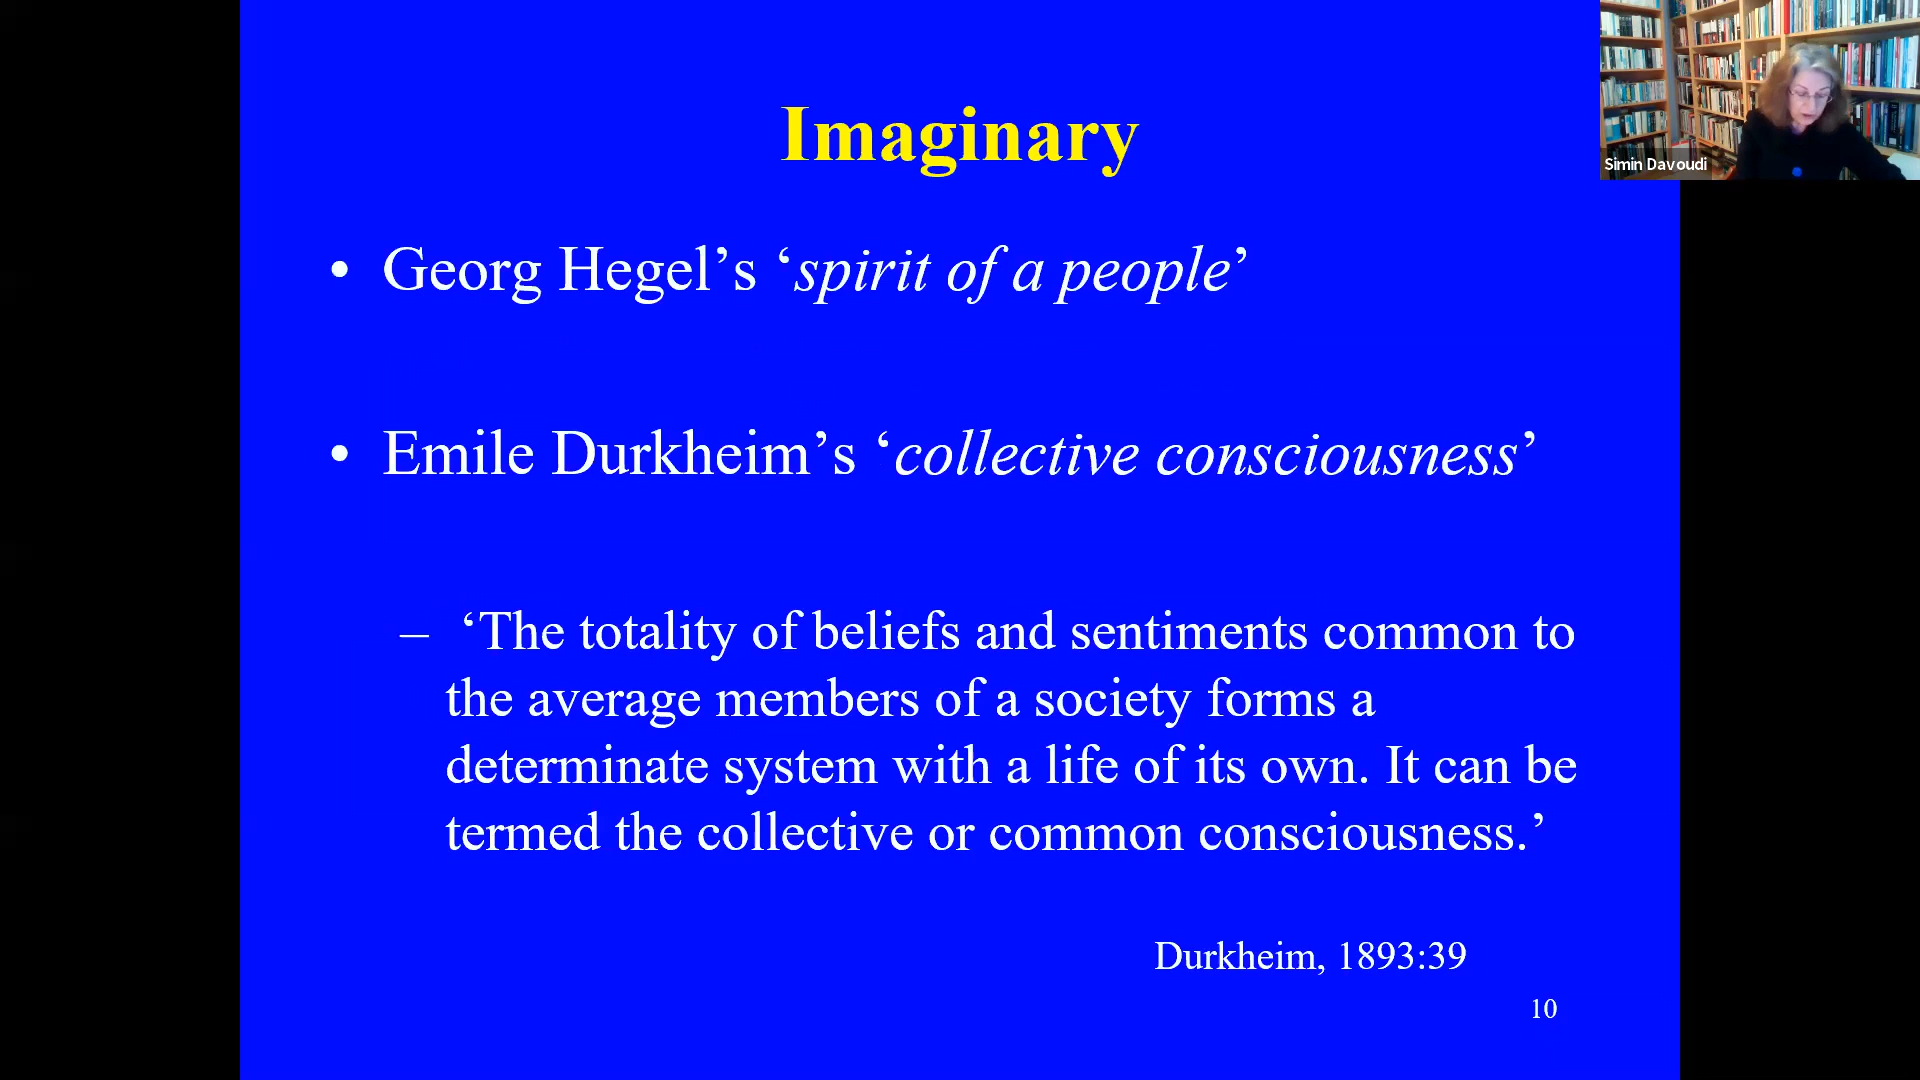 Imaginary
Simin Davoudi
• Georg Hegel’s ‘spirit of a people’
• Emile Durkheim’s ‘collective consciousness’
– ‘The totality of beliefs and sentiments common to
the average members of a society forms a
determinate system with a life of its own. It can be
termed the collective or common consciousness.’
Durkheim, 1893:39
10